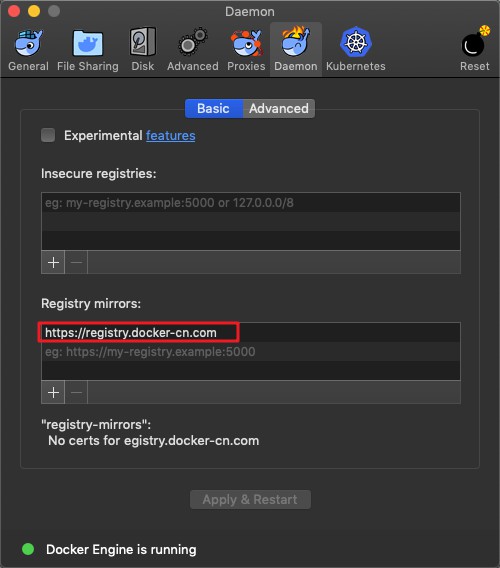 Daemon
General File Sharing Disk Advanced Proxies Daemon Kubernetes Reset
Basic Advanced
Experimental features
Insecure registries:
eg: my-registry.example:5000 or 127.0.0.0/8
+ −
Registry mirrors:
https://registry.docker-cn.com
eg: https://my-registry.example:5000
+ −
"registry-mirrors":
No certs for egistry.docker-cn.com
Apply & Restart
Docker Engine is running